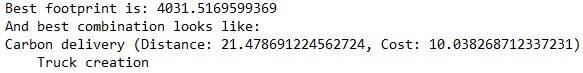 Best footprint is: 4031.5169599369
And best combination looks like:
Carbon delivery (Distance: 21.478691224562724, Cost: 10.038268712337231)
    Truck creation